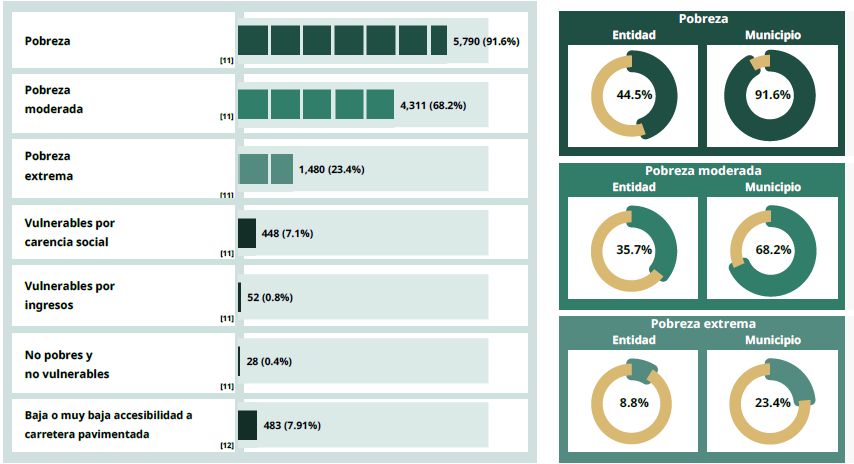 Pobreza
[11]
5,790 (91.6%)
Pobreza
moderada
[11]
4,311 (68.2%)
Pobreza
extrema
[11]
1,480 (23.4%)
Vulnerables por
carencia social
[11]
448 (7.1%)
Vulnerables por
ingresos
[11]
52 (0.8%)
No pobres y
no vulnerables
[11]
28 (0.4%)
Baja o muy baja accesibilidad a
carretera pavimentada
[12]
483 (7.91%)
Pobreza
Entidad Municipio
44.5% 91.6%
Pobreza moderada
Entidad Municipio
35.7% 68.2%
Pobreza extrema
Entidad Municipio
8.8% 23.4%